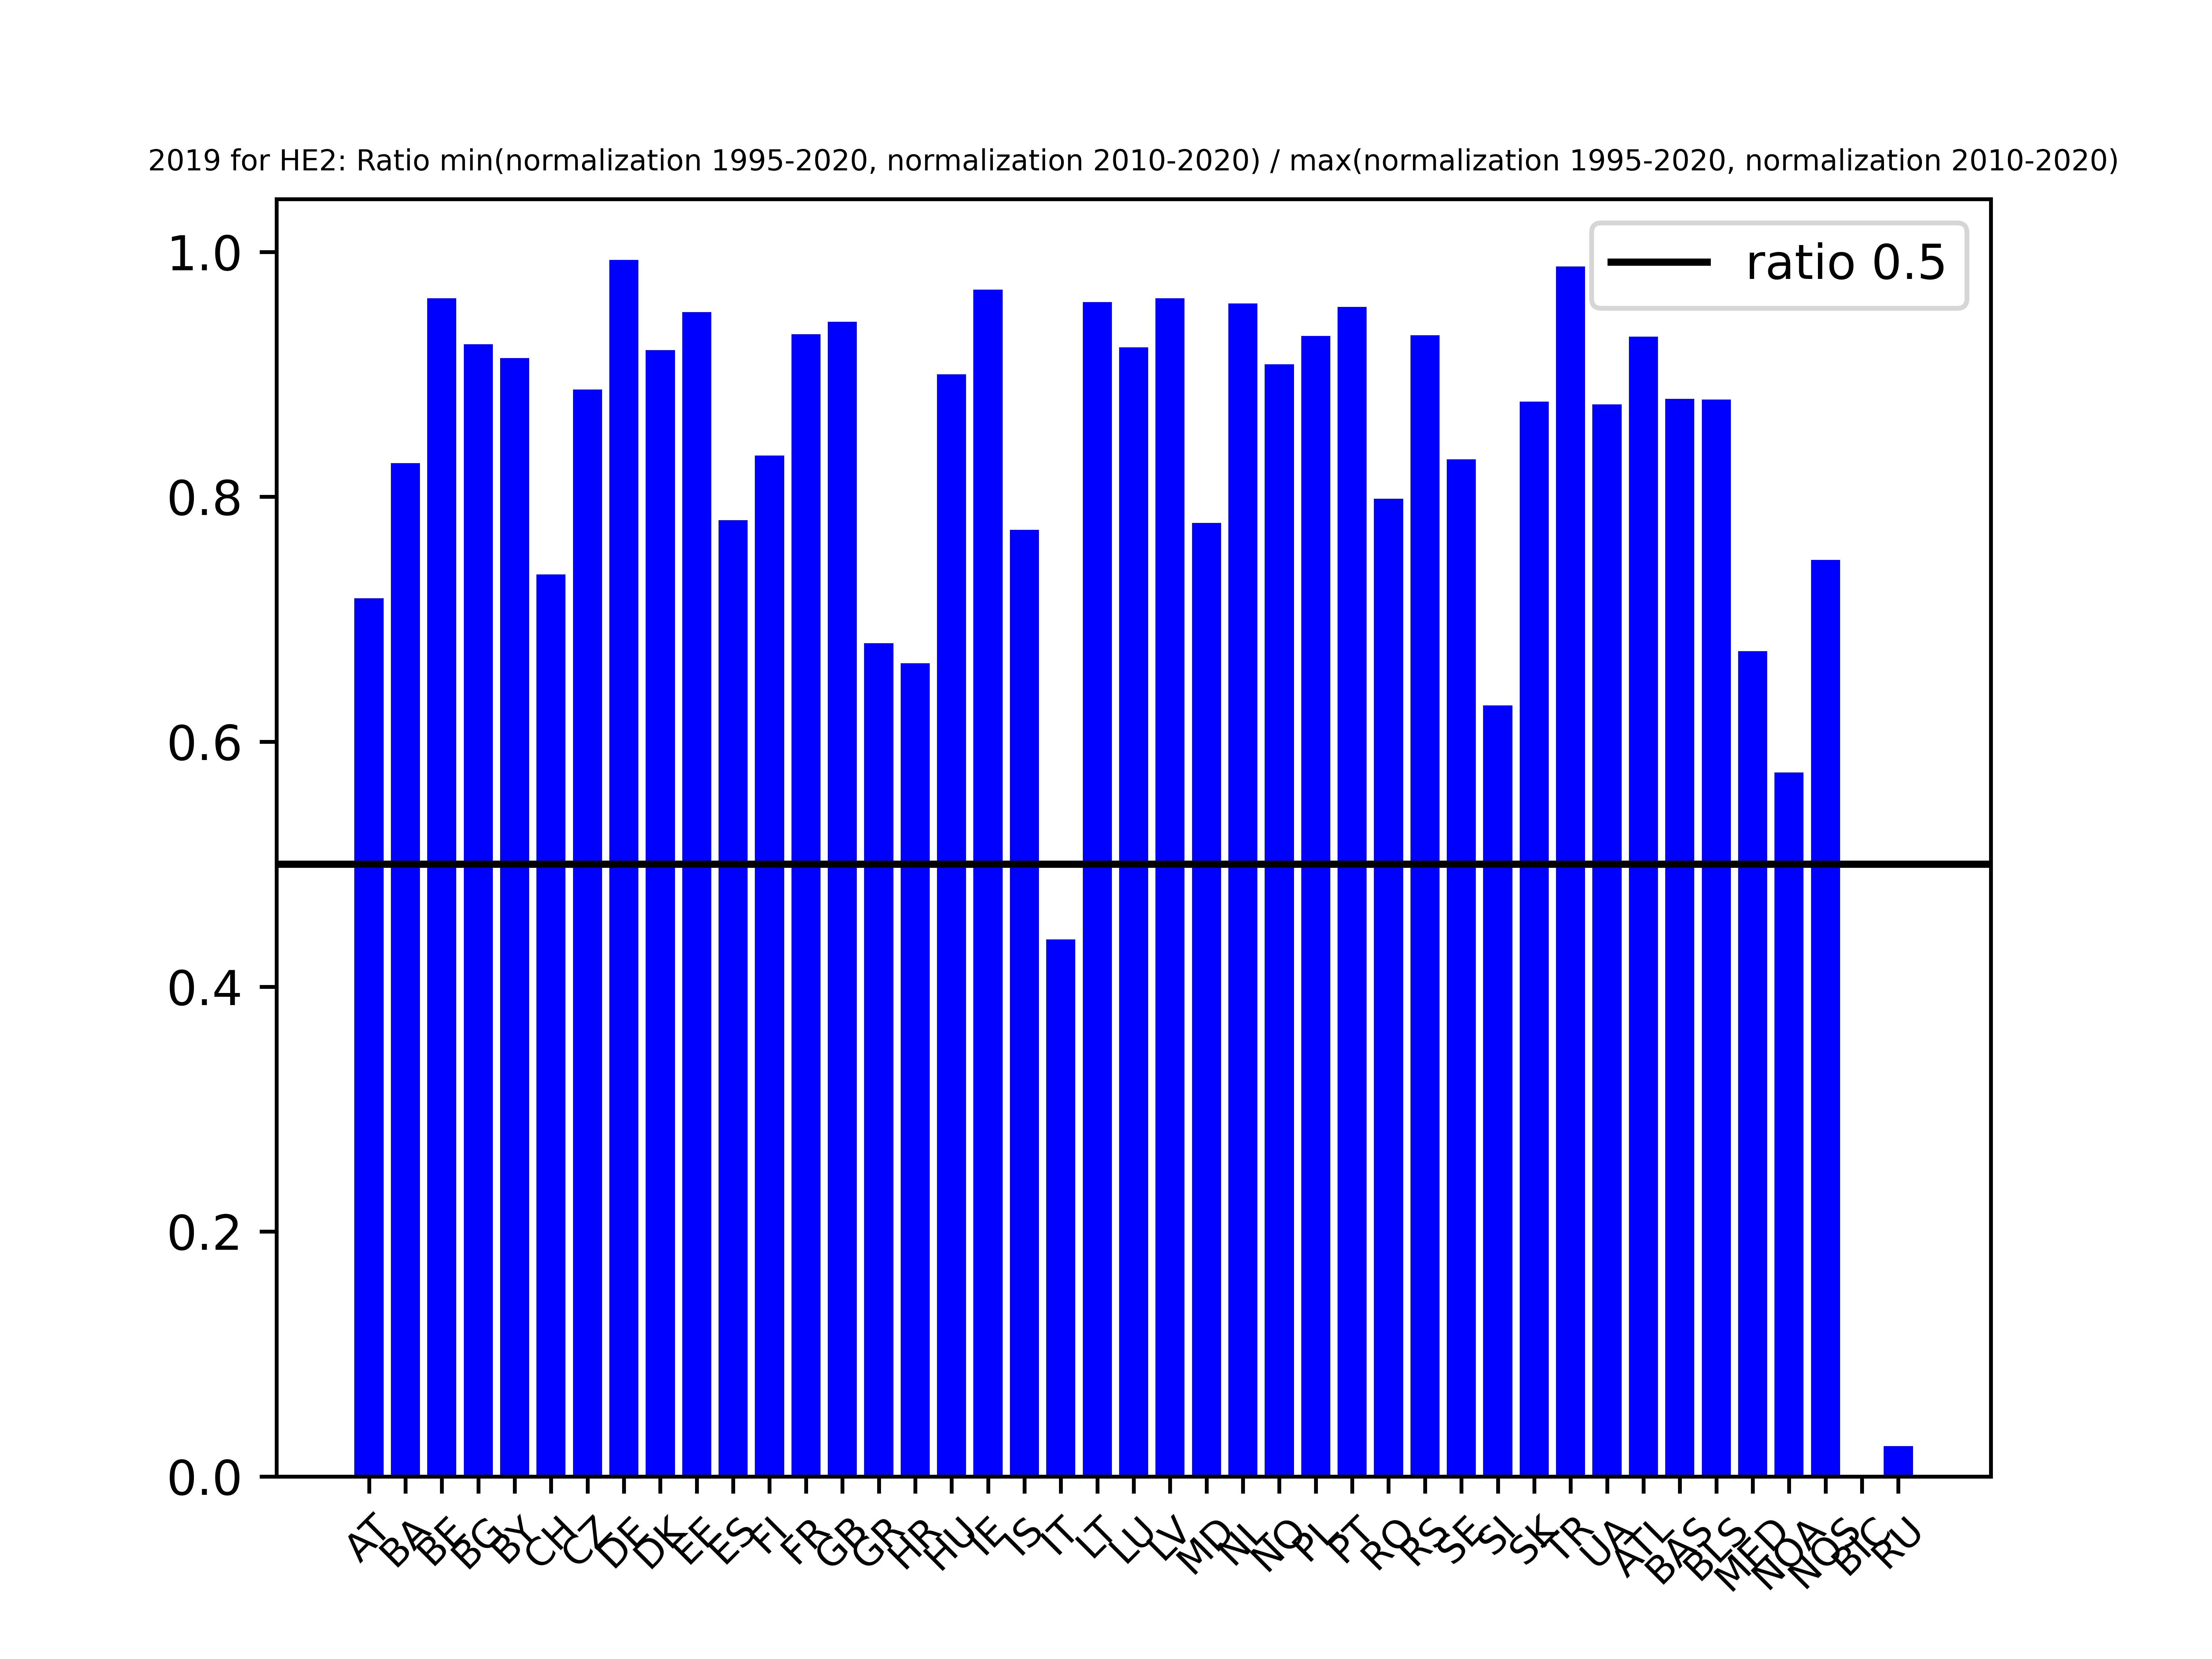 2019 for HE2: Ratio min(normalization 1995-2020, normalization 2010-2020) / max(normalization 1995-2020, normalization 2010-2020)
ratio 0.5
1.0
0.8
0.6
0.4
0.2
0.0
AT BA BE BG BY CH CZ DE DK EE ES FI FR GB GR HR HU IE IS IT LT LU LV MD NL NO PL PT RO RS SE SI SK TR UA ATL BAS BLS MED NOA NOS BIC RU